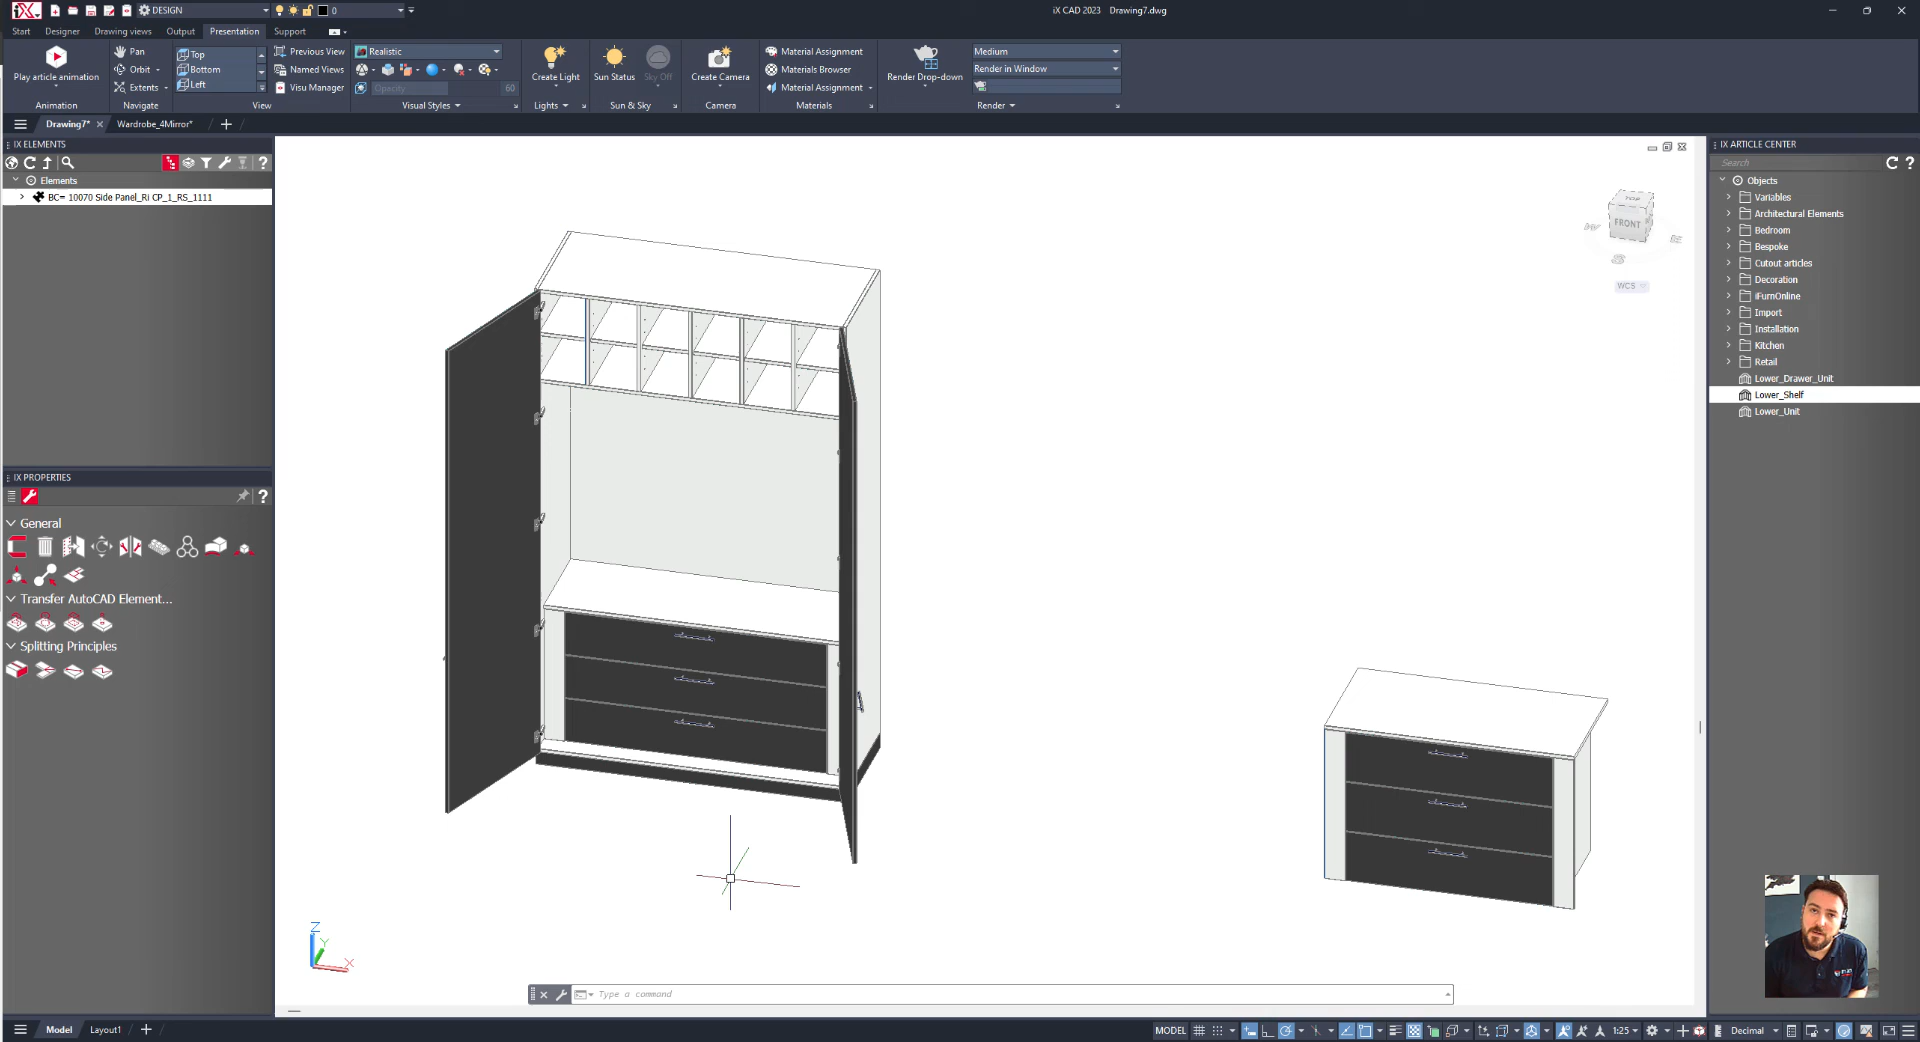 DESIGN
0
iX CAD 2023 Drawing7.dwg
Start Designer Drawing views Output Presentation Support
Play article animation
Animation
Pan
Orbit
Extents
Navigate
Top
Bottom
Left
Previous View
Named Views
Visu Manager
View
Realistic
Opacity 60
Visual Styles
Create Light
Lights
Sun Status
Sky Off
Sun & Sky
Create Camera
Camera
Material Assignment
Materials Browser
Material Assignment
Materials
Render Drop-down
Medium
Render in Window
Render
Drawing7* Wardrobe_4Mirror*
IX ELEMENTS
Elements
BC= 10070 Side Panel_Ri CP_1_RS_1111
IX PROPERTIES
General
Transfer AutoCAD Element...
Splitting Principles
TOP
FRONT
W
E
S
WCS
IX ARTICLE CENTER
Search
Objects
Variables
Architectural Elements
Bedroom
Bespoke
Cutout articles
Decoration
iFurnOnline
Import
Installation
Kitchen
Retail
Lower_Drawer_Unit
Lower_Shelf
Lower_Unit
Z
Y
X
Type a command
Model Layout1
MODEL
1:25
Decimal